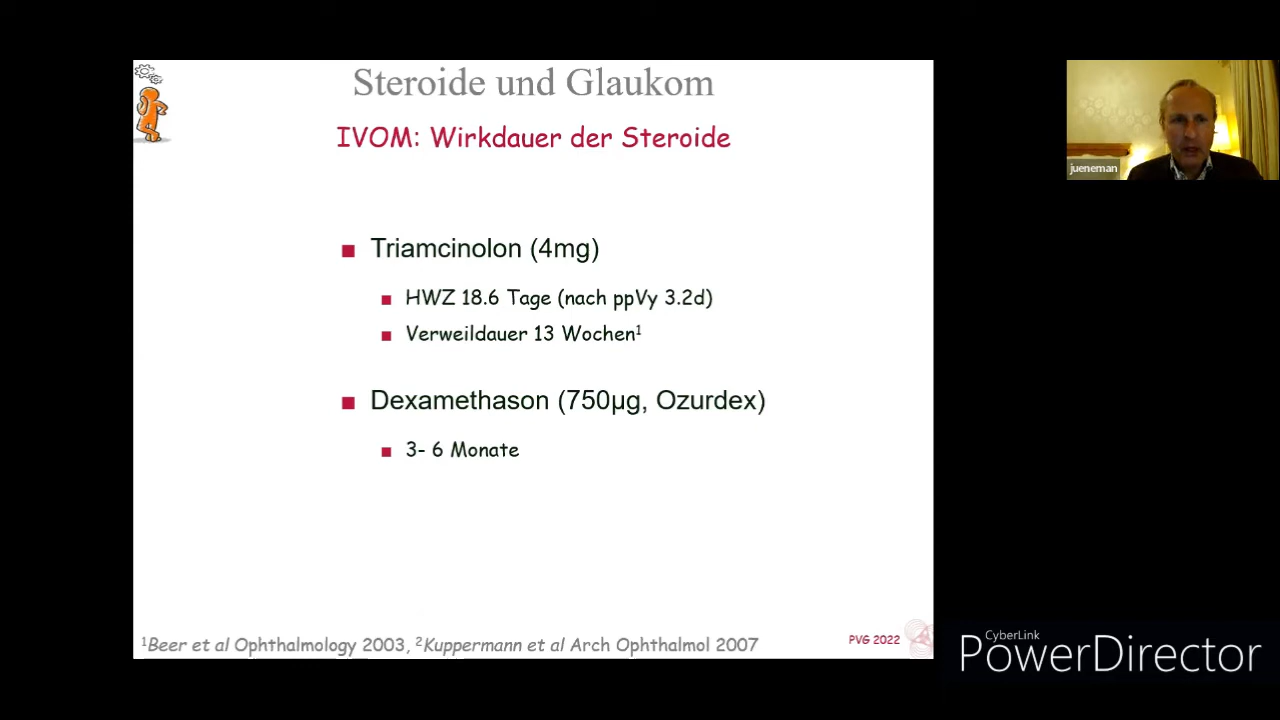 Steroide und Glaukom
IVOM: Wirkdauer der Steroide
jueneman
Triamcinolon (4mg)
HWZ 18.6 Tage (nach ppVy 3.2d)
Verweildauer 13 Wochen¹
Dexamethason (750µg, Ozurdex)
3- 6 Monate
¹Beer et al Ophthalmology 2003, ²Kuppermann et al Arch Ophthalmol 2007
PVG 2022
CyberLink
PowerDirector